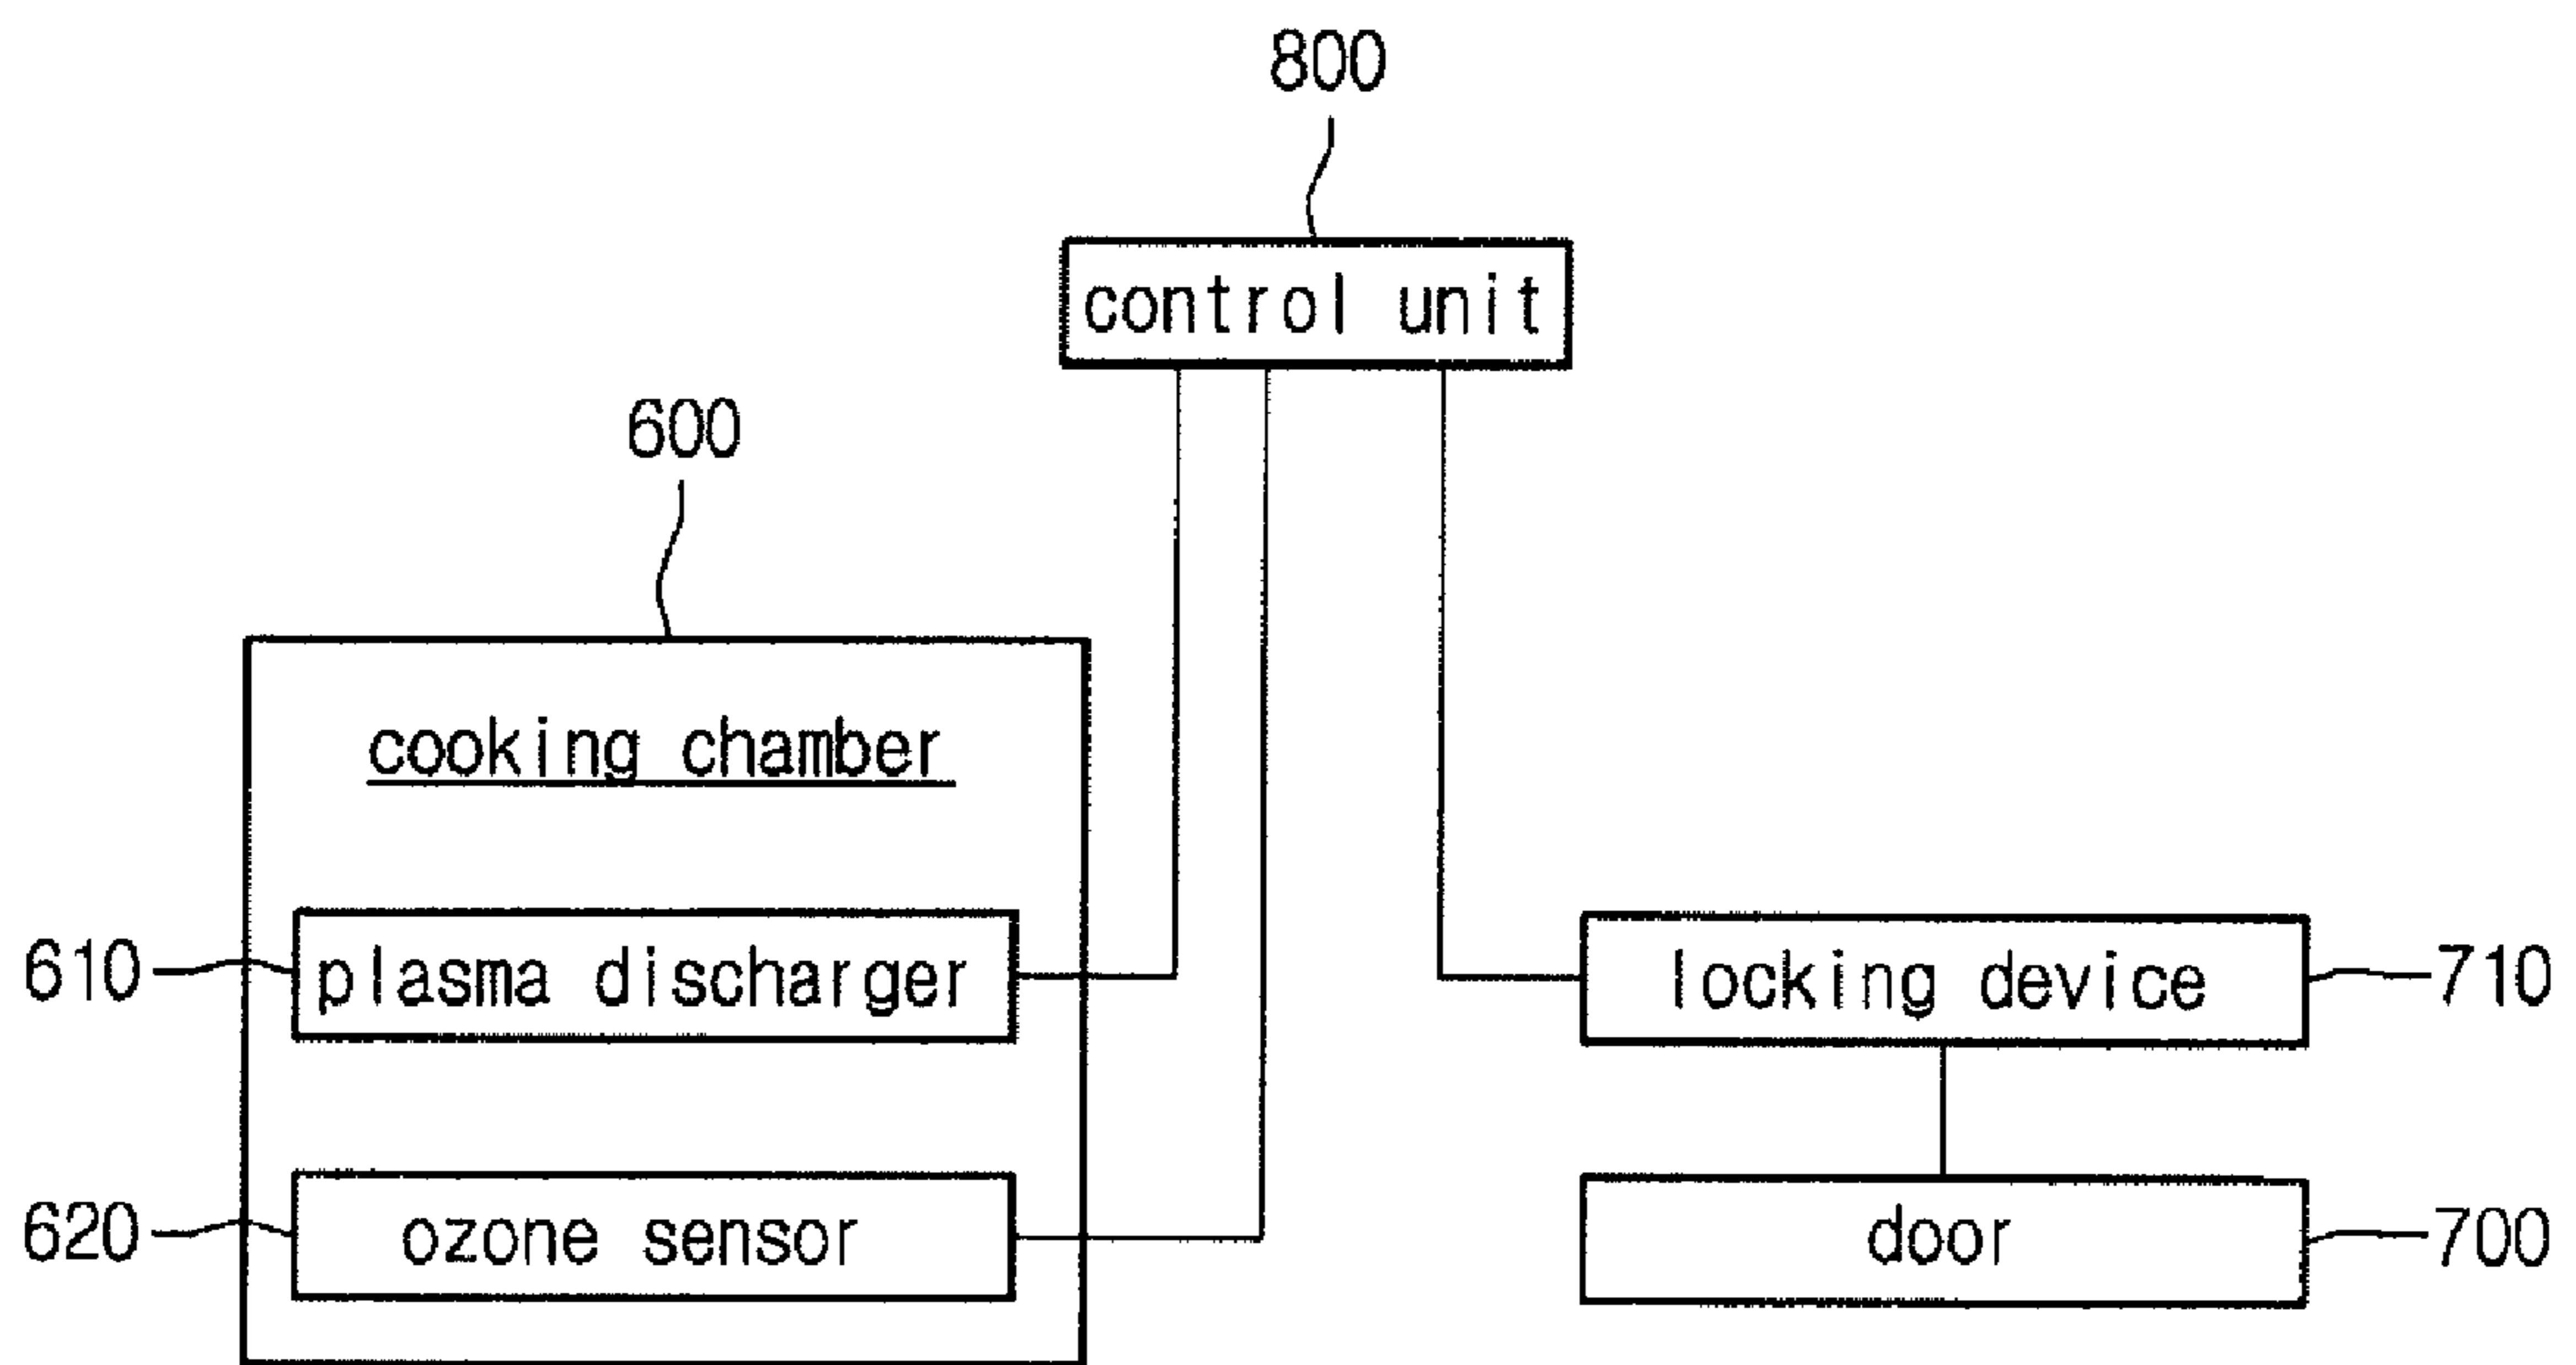 800
control unit
600
cooking chamber
610
plasma discharger
locking device
710
620
ozone sensor
door
700